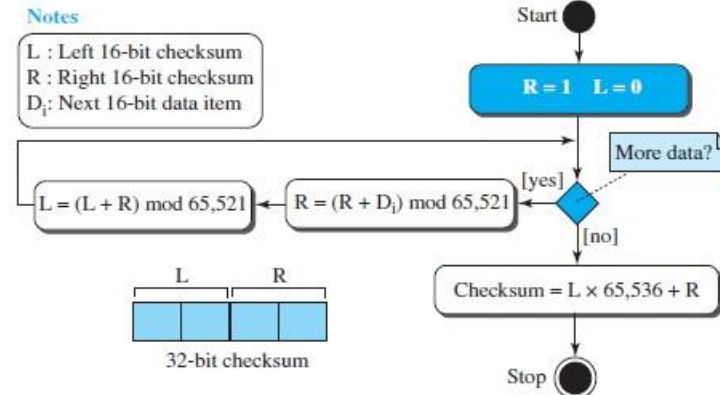 Notes
L : Left 16-bit checksum
R : Right 16-bit checksum
Di: Next 16-bit data item
Start
R = 1 L = 0
More data?
[yes]
L = (L + R) mod 65,521
R = (R + Di) mod 65,521
[no]
L R
Checksum = L × 65,536 + R
32-bit checksum
Stop